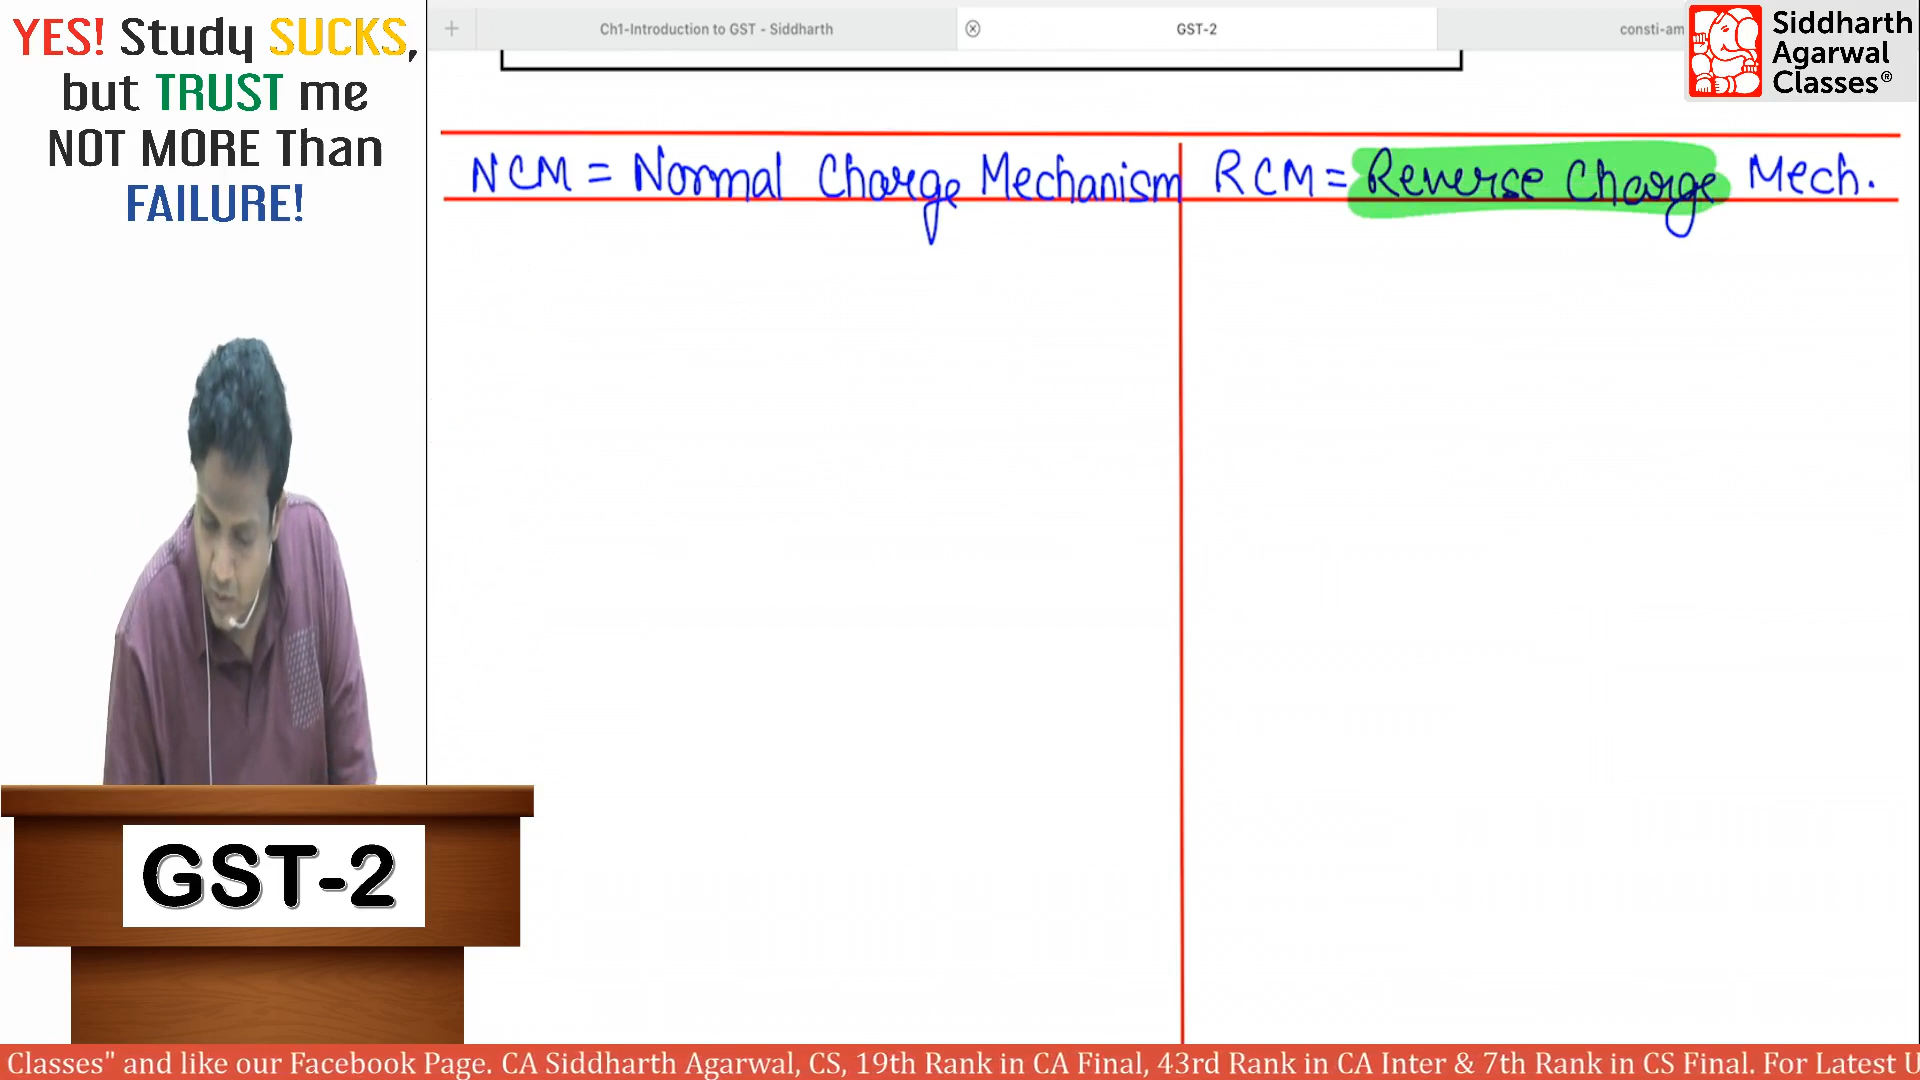 YES! Study SUCKS,
but TRUST me
NOT MORE Than
FAILURE!
Ch1-Introduction to GST - Siddharth
GST-2
consti-am
Siddharth
Agarwal
Classes®
NCM = Normal Charge Mechanism
RCM = Reverse Charge Mech.
GST-2
Classes" and like our Facebook Page. CA Siddharth Agarwal, CS, 19th Rank in CA Final, 43rd Rank in CA Inter & 7th Rank in CS Final. For Latest U